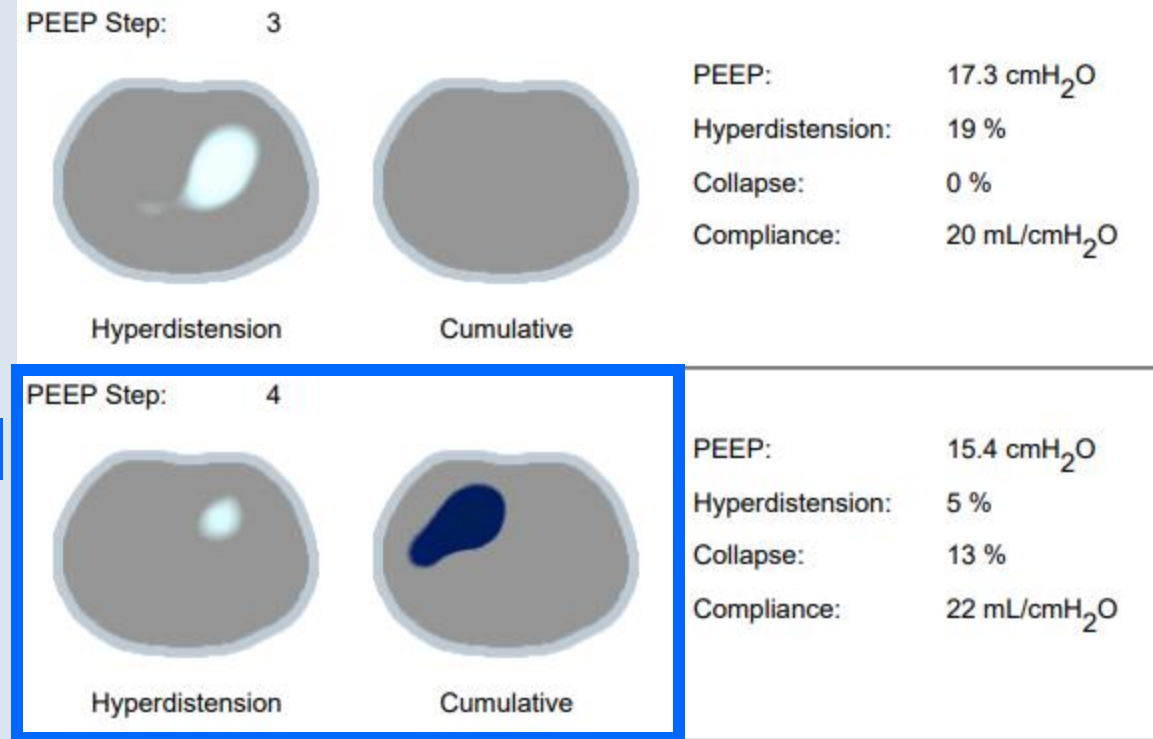 PEEP Step: 3
PEEP: 17.3 cmH2O
Hyperdistension: 19 %
Collapse: 0 %
Compliance: 20 mL/cmH2O
Hyperdistension Cumulative
PEEP Step: 4
PEEP: 15.4 cmH2O
Hyperdistension: 5 %
Collapse: 13 %
Compliance: 22 mL/cmH2O
Hyperdistension Cumulative